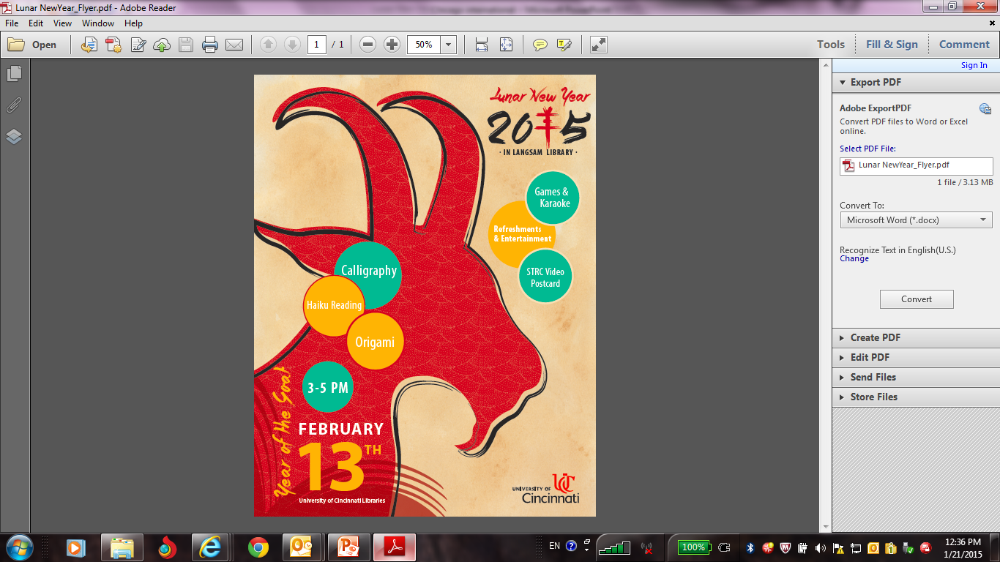 Lunar NewYear_Flyer.pdf - Adobe Reader
File Edit View Window Help
Open
1 / 1
50%
Tools
Fill & Sign
Comment
Sign In
Export PDF
Adobe ExportPDF
Convert PDF files to Word or Excel
online.
Select PDF File:
Lunar NewYear_Flyer.pdf
1 file / 3.13 MB
Convert To:
Microsoft Word (*.docx)
Recognize Text in English(U.S.)
Change
Convert
Create PDF
Edit PDF
Send Files
Store Files
Lunar New Year
2015
· IN LANGSAM LIBRARY ·
Games &
Karaoke
Refreshments
& Entertainment
STRC Video
Postcard
Calligraphy
Haiku Reading
Origami
3-5 PM
Year of the Goat
FEBRUARY
13TH
University of Cincinnati Libraries
UNIVERSITY OF
Cincinnati
UC
EN
100%
12:36 PM
1/21/2015